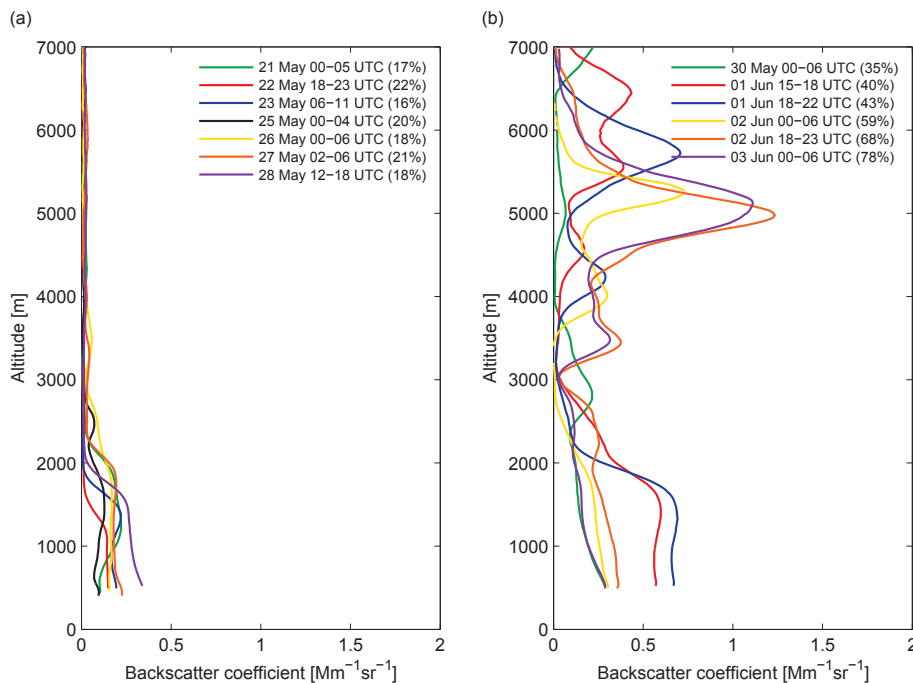 (a)
7000
6000
5000
4000
3000
2000
1000
0
Altitude [m]
21 May 00−05 UTC (17%)
22 May 18−23 UTC (22%)
23 May 06−11 UTC (16%)
25 May 00−04 UTC (20%)
26 May 00−06 UTC (18%)
27 May 02−06 UTC (21%)
28 May 12−18 UTC (18%)
0 0.5 1 1.5 2
Backscatter coefficient [Mm⁻¹sr⁻¹]
(b)
7000
6000
5000
4000
3000
2000
1000
0
Altitude [m]
30 May 00−06 UTC (35%)
01 Jun 15−18 UTC (40%)
01 Jun 18−22 UTC (43%)
02 Jun 00−06 UTC (59%)
02 Jun 18−23 UTC (68%)
03 Jun 00−06 UTC (78%)
0 0.5 1 1.5 2
Backscatter coefficient [Mm⁻¹sr⁻¹]